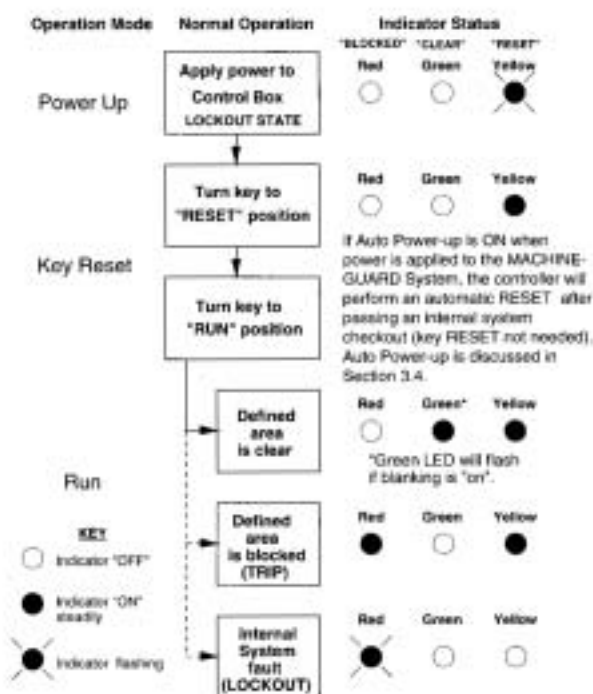 Operation Mode Normal Operation Indicator Status
"BLOCKED" "CLEAR" "RESET"
Power Up
Apply power to
Control Box
LOCKOUT STATE
Red Green Yellow
Key Reset
Turn key to
"RESET" position
Red Green Yellow
If Auto Power-up is ON when
power is applied to the MACHINE-
GUARD System, the controller will
perform an automatic RESET after
passing an internal system
checkout (key RESET not needed).
Auto Power-up is discussed in
Section 3.4.
Turn key to
"RUN" position
Run
Defined
area
is clear
Red Green* Yellow
*Green LED will flash
if blanking is "on".
Defined
area
is blocked
(TRIP)
Red Green Yellow
Internal
System
fault
(LOCKOUT)
Red Green Yellow
KEY
Indicator "OFF"
Indicator "ON"
steadily
Indicator flashing